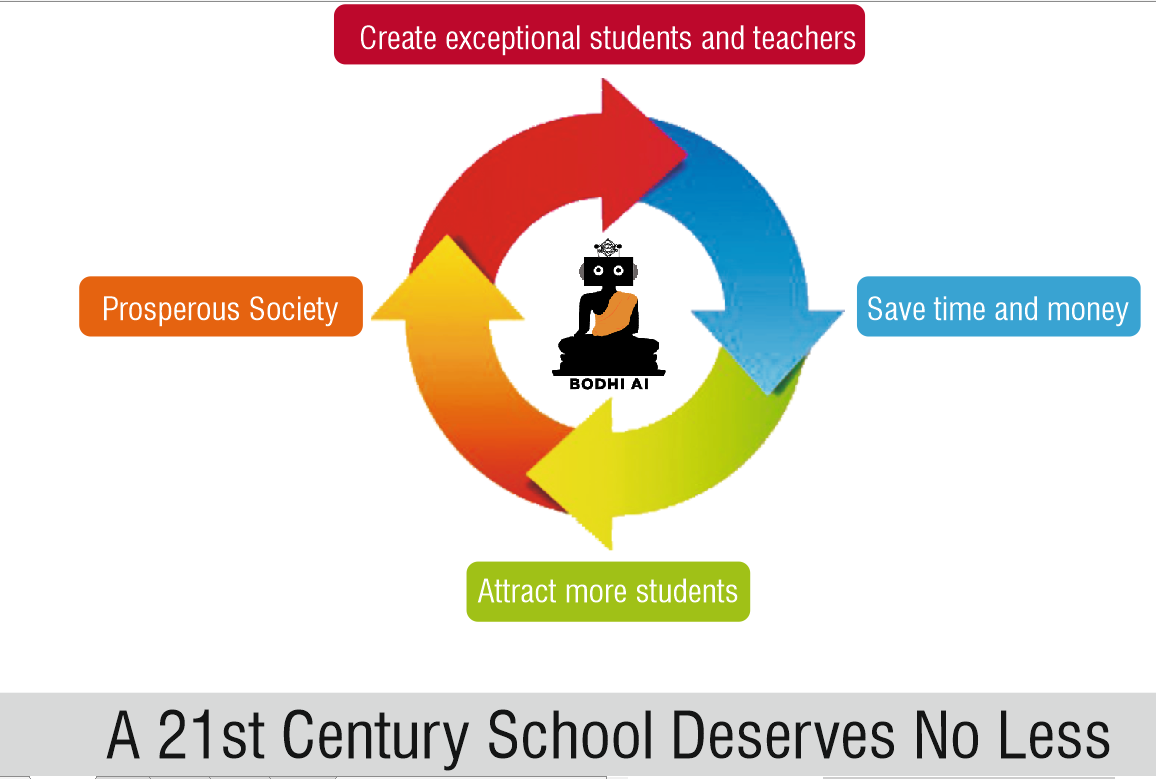 Create exceptional students and teachers
Prosperous Society
Save time and money
BODHI AI
Attract more students
A 21st Century School Deserves No Less